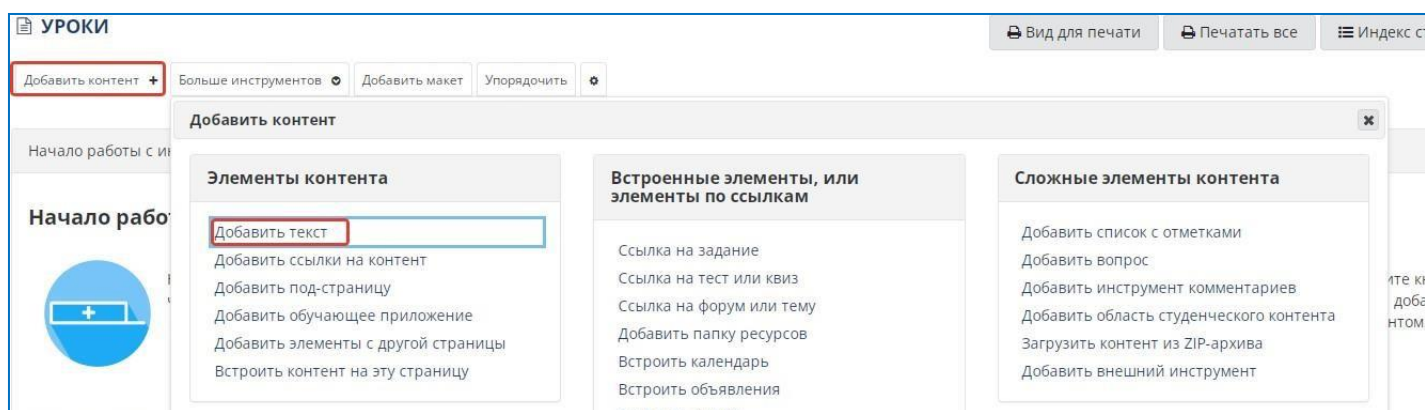 УРОКИ
Вид для печати
Печатать все
Индекс
Добавить контент +
Больше инструментов
Добавить макет
Упорядочить
Добавить контент
Начало работы с
Начало
Элементы контента
Добавить текст
Добавить ссылки на контент
Добавить под-страницу
Добавить обучающее приложение
Добавить элементы с другой страницы
Встроить контент на эту страницу
Встроенные элементы, или
элементы по ссылкам
Ссылка на задание
Ссылка на тест или квиз
Ссылка на форум или тему
Добавить папку ресурсов
Встроить календарь
Встроить объявления
Сложные элементы контента
Добавить список с отметками
Добавить вопрос
Добавить инструмент комментариев
Добавить область студенческого контента
Загрузить контент из ZIP-архива
Добавить внешний инструмент